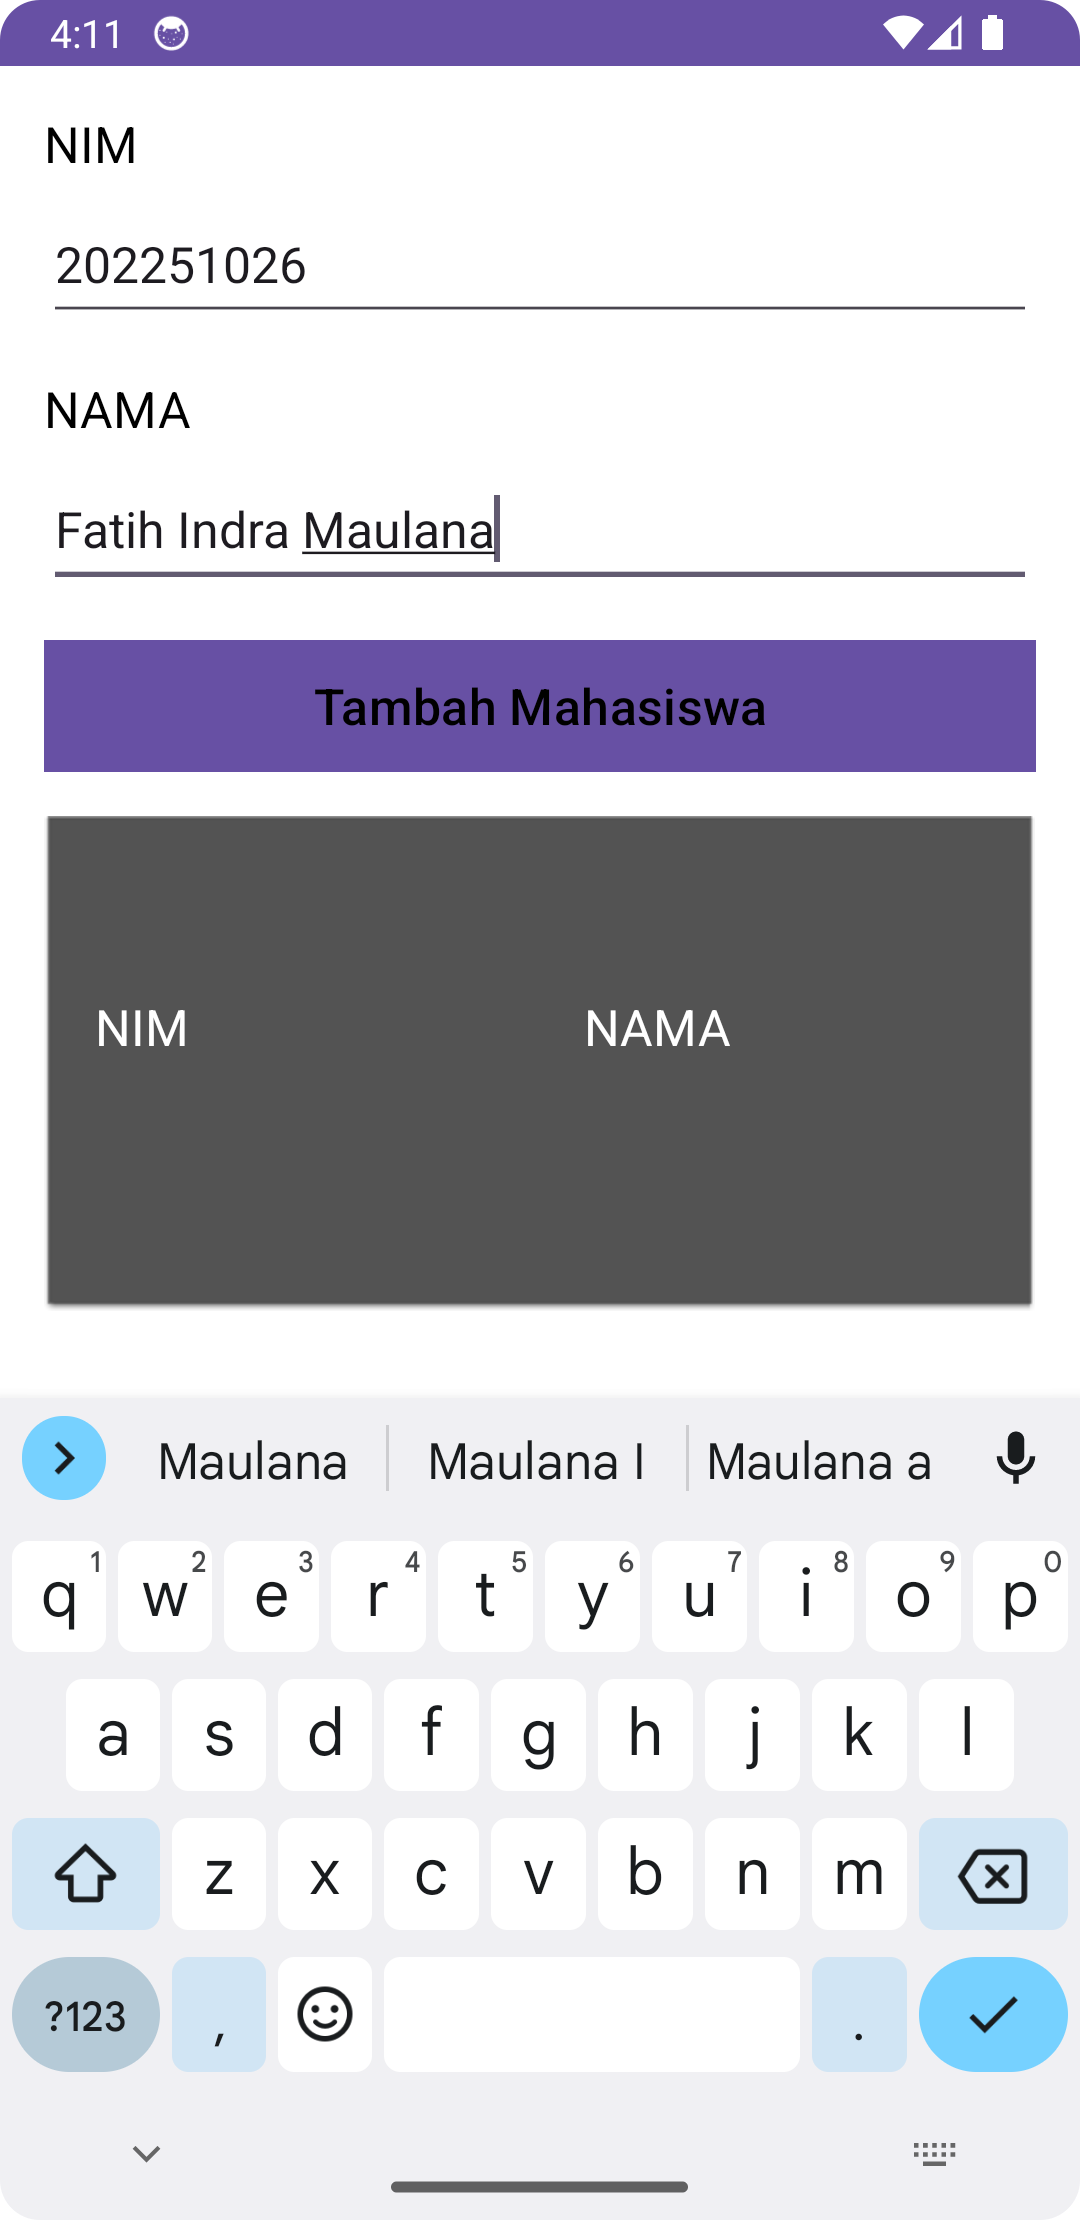 4:11
NIM
202251026
NAMA
Fatih Indra Maulana
Tambah Mahasiswa
NIM NAMA
Maulana Maulana I Maulana a
q 1 w 2 e 3 r 4 t 5 y 6 u 7 i 8 o 9 p 0
a s d f g h j k l
z x c v b n m
?123 , .